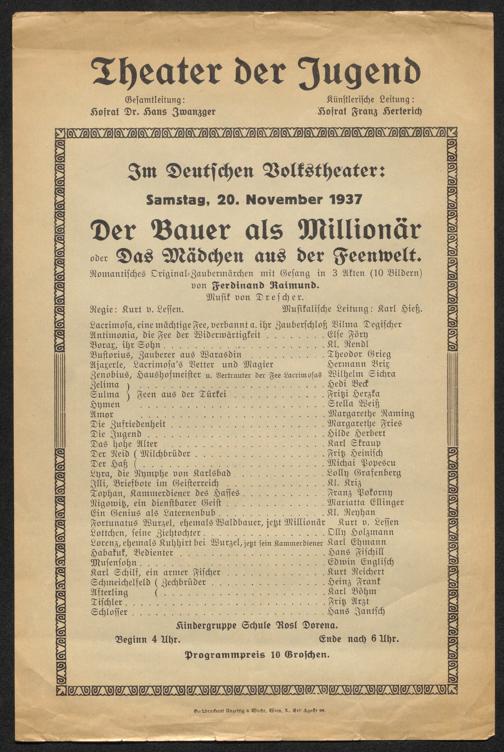 Theater der Jugend
Gesamtleitung: Künstlerische Leitung:
Hofrat Dr. Hans Zwanzger Hofrat Franz Herterich
Im Deutschen Volkstheater:
Samstag, 20. November 1937
Der Bauer als Millionär
oder Das Mädchen aus der Feenwelt.
Romantisches Original-Zaubermärchen mit Gesang in 3 Akten (10 Bildern)
von Ferdinand Raimund.
Musik von Drescher.
Regie: Kurt v. Lessen. Musikalische Leitung: Karl Hieß.
Lacrimosa, eine mächtige Fee, verbannt a. ihr Zauberschloß Vilma Degischer
Antimonia, die Fee der Widerwärtigkeit Else Föry
Borax, ihr Sohn Kl. Rendl
Bustorius, Zauberer aus Warasdin Theodor Grieg
Ajaxerle, Lacrimosa's Vetter und Magier Hermann Brix
Zenobius, Haushofmeister u. Vertrauter der Fee Lacrimosas Wilhelm Sichra
Zelima ) Hedi Beck
Sulma ) Feen aus der Türkei Fritzi Herzka
Hymen Stella Weiß
Amor Margarethe Raming
Die Zufriedenheit Margarethe Fries
Die Jugend Hilde Herbert
Das hohe Alter Karl Skraup
Der Neid ( Milchbrüder Fritz Heinisch
Der Haß ( Michai Popescu
Lyra, die Nymphe von Karlsbad Lolly Grafenberg
Illi, Briefbote im Geisterreich Kl. Kriz
Tophan, Kammerdiener des Hasses Franz Pokorny
Nigowitz, ein dienstbarer Geist Mariatta Ellinger
Ein Genius als Laternenbub Kl. Reyhan
Fortunatus Wurzel, ehemals Waldbauer, jetzt Millionär Kurt v. Lessen
Lottchen, seine Ziehtochter Olly Holzmann
Lorenz, ehemals Kuhhirt bei Wurzel, jetzt sein Kammerdiener Karl Ehmann
Habakuk, Bedienter Hans Fischill
Musensohn Edwin Englisch
Karl Schilf, ein armer Fischer Kurt Reichert
Schmeichelfeld ( Zechbrüder Heinz Frank
Afterling ( Karl Böhm
Tischler Fritz Arzt
Schlosser Hans Jantsch
Kindergruppe Schule Rosl Dorena.
Beginn 4 Uhr. Ende nach 6 Uhr.
Programmpreis 10 Groschen.